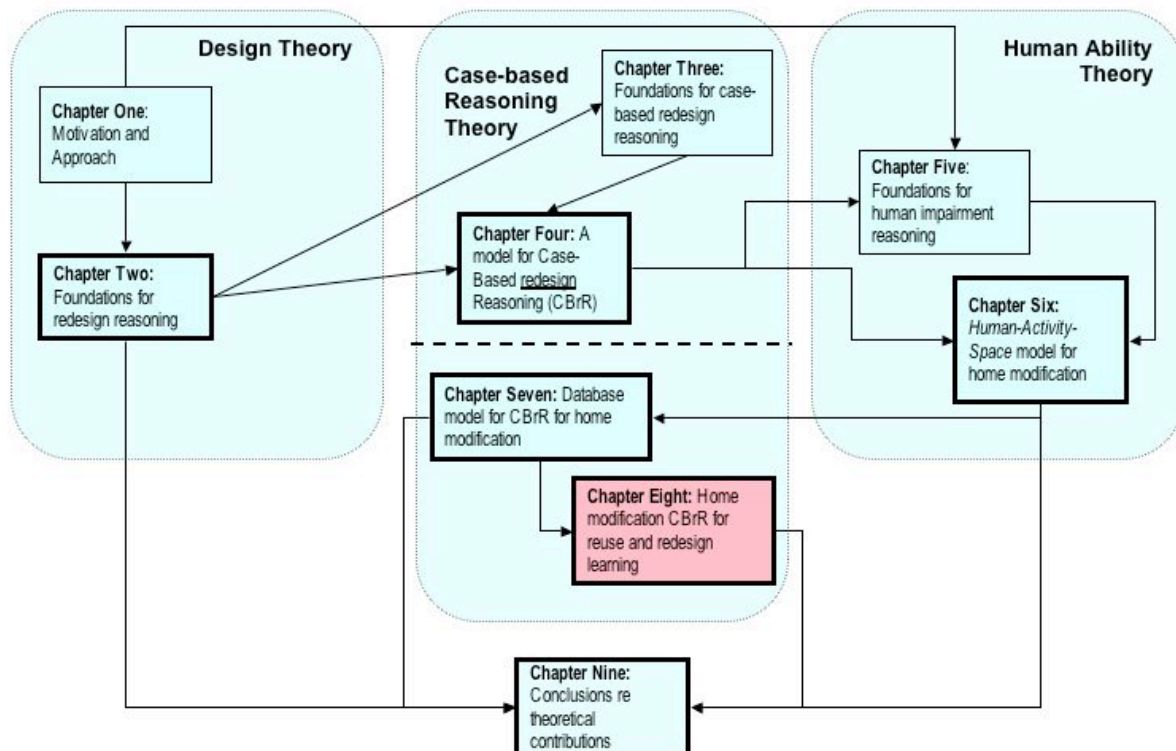 Design Theory
Chapter One:
Motivation and
Approach
Chapter Two:
Foundations for
redesign reasoning
Case-based
Reasoning
Theory
Chapter Three:
Foundations for case-
based redesign
reasoning
Chapter Four: A
model for Case-
Based redesign
Reasoning (CBrR)
Human Ability
Theory
Chapter Five:
Foundations for
human impairment
reasoning
Chapter Six:
Human-Activity-
Space model for
home modification
Chapter Seven: Database
model for CBrR for home
modification
Chapter Eight: Home
modification CBrR for
reuse and redesign
learning
Chapter Nine:
Conclusions re
theoretical
contributions